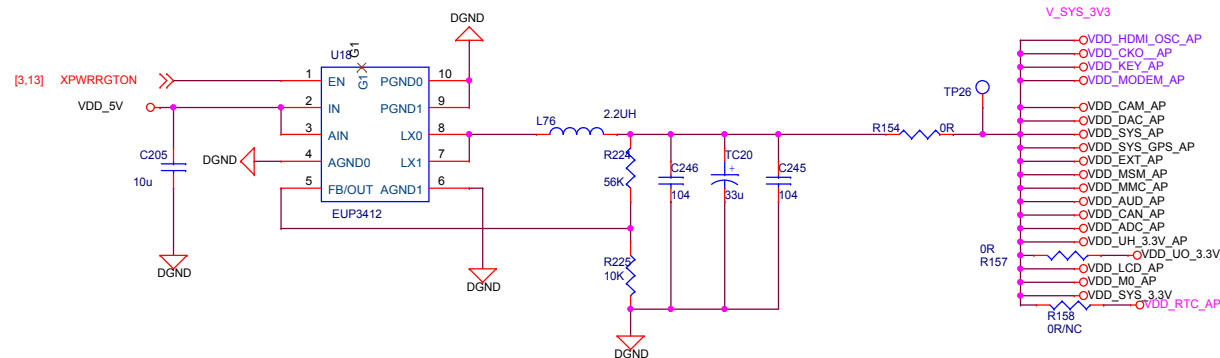 V_SYS_3V3
DGND
U18
G1
G1
[3,13] XPWRRGTON
1 EN PGND0 10
VDD_5V
2 IN PGND1 9
3 AIN LX0 8
4 AGND0 LX1 7
5 FB/OUT AGND1 6
EUP3412
DGND
C205
10u
DGND
DGND
L76
2.2UH
R224
56K
R225
10K
C246
104
TC20
+
33u
C245
104
DGND
R154
0R
TP26
VDD_HDMI_OSC_AP
VDD_CKO__AP
VDD_KEY_AP
VDD_MODEM_AP
VDD_CAM_AP
VDD_DAC_AP
VDD_SYS_AP
VDD_SYS_GPS_AP
VDD_EXT_AP
VDD_MSM_AP
VDD_MMC_AP
VDD_AUD_AP
VDD_CAN_AP
VDD_ADC_AP
VDD_UH_3.3V_AP
0R
R157
VDD_UO_3.3V
VDD_LCD_AP
VDD_M0_AP
VDD_SYS_3.3V
VDD_RTC_AP
R158
0R/NC